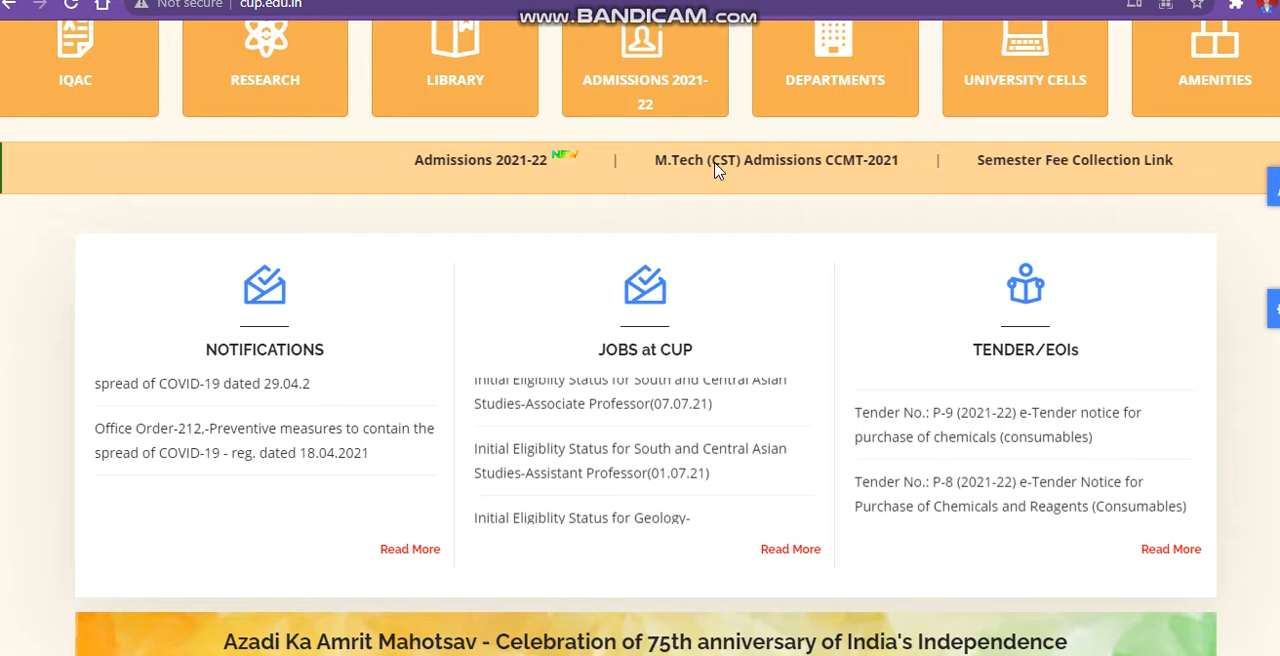 Not secure | cup.edu.in
www.BANDICAM.com
IQAC
RESEARCH
LIBRARY
ADMISSIONS 2021-
22
DEPARTMENTS
UNIVERSITY CELLS
AMENITIES
Admissions 2021-22 NEW | M.Tech (CST) Admissions CCMT-2021 | Semester Fee Collection Link
NOTIFICATIONS
spread of COVID-19 dated 29.04.2
Office Order-212,-Preventive measures to contain the
spread of COVID-19 - reg. dated 18.04.2021
Read More
JOBS at CUP
Initial Eligiblity Status for South and Central Asian
Studies-Associate Professor(07.07.21)
Initial Eligiblity Status for South and Central Asian
Studies-Assistant Professor(01.07.21)
Initial Eligiblity Status for Geology-
Read More
TENDER/EOIs
Tender No.: P-9 (2021-22) e-Tender notice for
purchase of chemicals (consumables)
Tender No.: P-8 (2021-22) e-Tender Notice for
Purchase of Chemicals and Reagents (Consumables)
Read More
Azadi Ka Amrit Mahotsav - Celebration of 75th anniversary of India's Independence